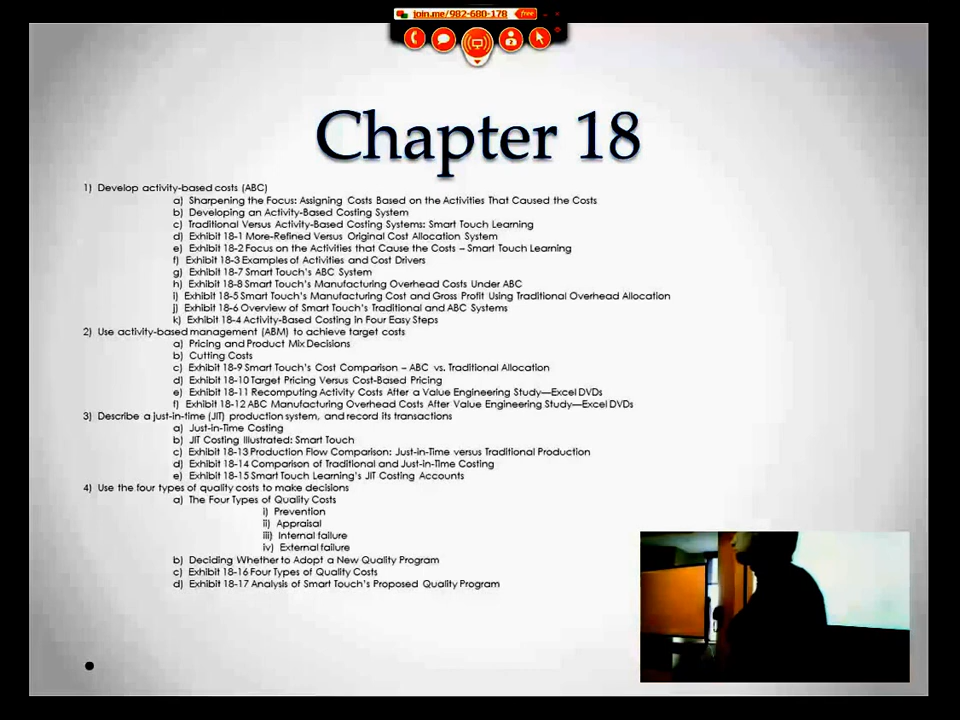 join.me/982-680-178 free
Chapter 18
1) Develop activity-based costs (ABC)
a) Sharpening the Focus: Assigning Costs Based on the Activities That Caused the Costs
b) Developing an Activity-Based Costing System
c) Traditional Versus Activity-Based Costing Systems: Smart Touch Learning
d) Exhibit 18-1 More-Refined Versus Original Cost Allocation System
e) Exhibit 18-2 Focus on the Activities that Cause the Costs – Smart Touch Learning
f) Exhibit 18-3 Examples of Activities and Cost Drivers
g) Exhibit 18-7 Smart Touch's ABC System
h) Exhibit 18-8 Smart Touch's Manufacturing Overhead Costs Under ABC
i) Exhibit 18-5 Smart Touch's Manufacturing Cost and Gross Profit Using Traditional Overhead Allocation
j) Exhibit 18-6 Overview of Smart Touch's Traditional and ABC Systems
k) Exhibit 18-4 Activity-Based Costing in Four Easy Steps
2) Use activity-based management (ABM) to achieve target costs
a) Pricing and Product Mix Decisions
b) Cutting Costs
c) Exhibit 18-9 Smart Touch's Cost Comparison – ABC vs. Traditional Allocation
d) Exhibit 18-10 Target Pricing Versus Cost-Based Pricing
e) Exhibit 18-11 Recomputing Activity Costs After a Value Engineering Study—Excel DVDs
f) Exhibit 18-12 ABC Manufacturing Overhead Costs After Value Engineering Study—Excel DVDs
3) Describe a just-in-time (JIT) production system, and record its transactions
a) Just-in-Time Costing
b) JIT Costing Illustrated: Smart Touch
c) Exhibit 18-13 Production Flow Comparison: Just-in-Time versus Traditional Production
d) Exhibit 18-14 Comparison of Traditional and Just-in-Time Costing
e) Exhibit 18-15 Smart Touch Learning's JIT Costing Accounts
4) Use the four types of quality costs to make decisions
a) The Four Types of Quality Costs
i) Prevention
ii) Appraisal
iii) Internal failure
iv) External failure
b) Deciding Whether to Adopt a New Quality Program
c) Exhibit 18-16 Four Types of Quality Costs
d) Exhibit 18-17 Analysis of Smart Touch's Proposed Quality Program